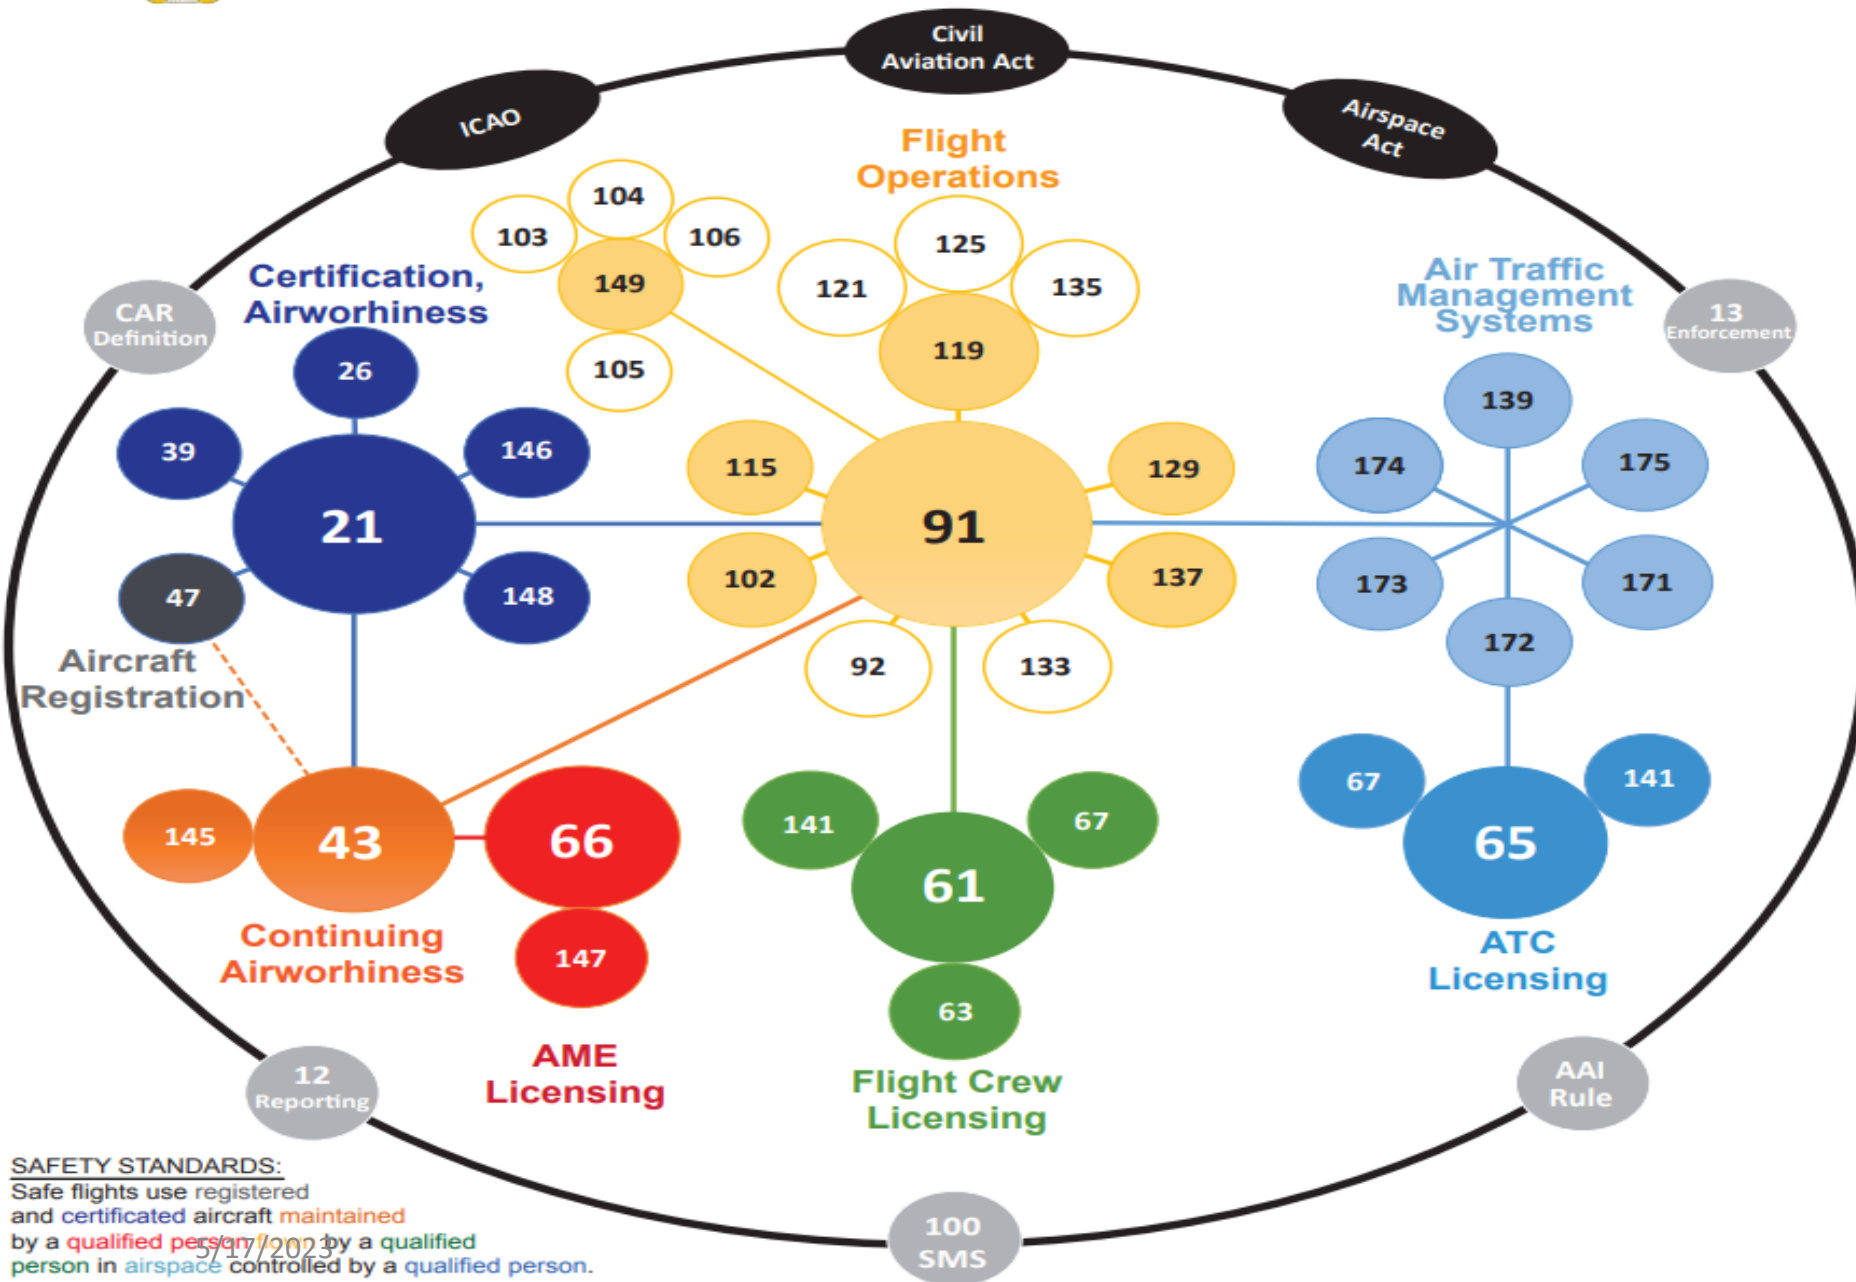 Civil
Aviation Act
ICAO
Airspace
Act
Flight
Operations
104
103
106
149
105
125
121
135
119
Certification,
Airworhiness
CAR
Definition
26
39
146
21
47
148
Aircraft
Registration
115
129
91
102
137
92
133
Air Traffic
Management
Systems
13
Enforcement
139
174
175
173
171
172
145
43
66
147
Continuing
Airworhiness
AME
Licensing
141
67
61
63
Flight Crew
Licensing
67
141
65
ATC
Licensing
12
Reporting
AAI
Rule
100
SMS
SAFETY STANDARDS:
Safe flights use registered
and certificated aircraft maintained
by a qualified person flown by a qualified
person in airspace controlled by a qualified person.
5/17/2023